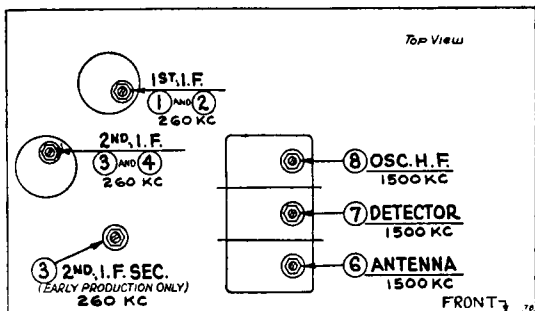 Top View
1ST. I.F.
1 AND 2
260 KC
2ND. I.F.
3 AND 4
260 KC
8 OSC. H.F.
1500 KC
7 DETECTOR
1500 KC
3 2ND. I.F. SEC.
(EARLY PRODUCTION ONLY)
260 KC
6 ANTENNA
1500 KC
FRONT